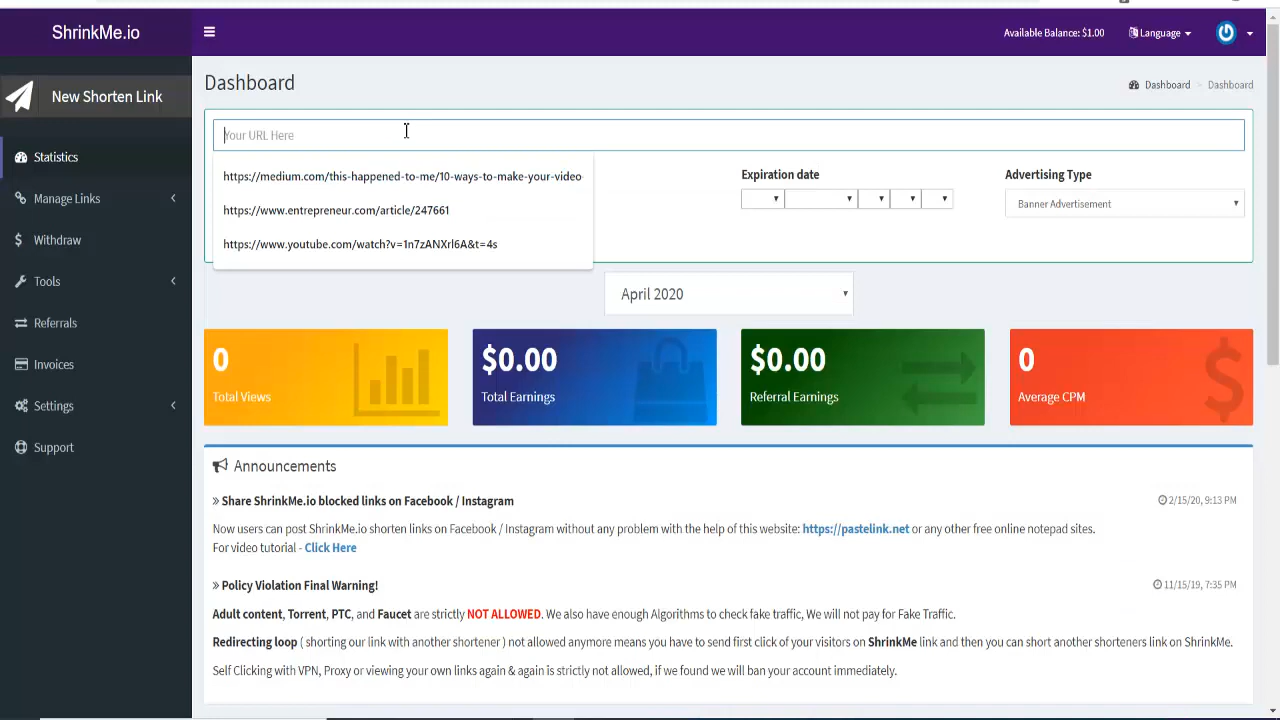 ShrinkMe.io
Available Balance: $1.00
Language
New Shorten Link
Dashboard
Dashboard > Dashboard
Your URL Here
Statistics
https://medium.com/this-happened-to-me/10-ways-to-make-your-video
Expiration date
Advertising Type
Manage Links
Banner Advertisement
https://www.entrepreneur.com/article/247661
Withdraw
https://www.youtube.com/watch?v=1n7zANXrl6A&t=4s
Tools
April 2020
Referrals
Invoices
Settings
Support
0
Total Views
$0.00
Total Earnings
$0.00
Referral Earnings
0
Average CPM
Announcements
» Share ShrinkMe.io blocked links on Facebook / Instagram
2/15/20, 9:13 PM
Now users can post ShrinkMe.io shorten links on Facebook / Instagram without any problem with the help of this website: https://pastelink.net or any other free online notepad sites.
For video tutorial - Click Here
» Policy Violation Final Warning!
11/15/19, 7:35 PM
Adult content, Torrent, PTC, and Faucet are strictly NOT ALLOWED. We also have enough Algorithms to check fake traffic, We will not pay for Fake Traffic.
Redirecting loop ( shorting our link with another shortener ) not allowed anymore means you have to send first click of your visitors on ShrinkMe link and then you can short another shorteners link on ShrinkMe.
Self Clicking with VPN, Proxy or viewing your own links again & again is strictly not allowed, if we found we will ban your account immediately.